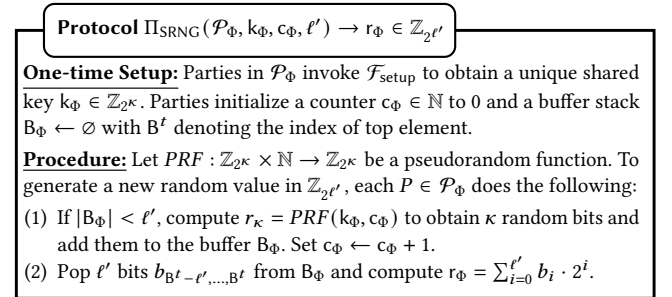 Protocol Π_SRNG(𝒫_Φ, k_Φ, c_Φ, ℓ′) → r_Φ ∈ ℤ_{2^{ℓ′}}
One-time Setup: Parties in 𝒫_Φ invoke ℱ_setup to obtain a unique shared
key k_Φ ∈ ℤ_{2^κ}. Parties initialize a counter c_Φ ∈ ℕ to 0 and a buffer stack
B_Φ ← ∅ with B^t denoting the index of top element.
Procedure: Let PRF : ℤ_{2^κ} × ℕ → ℤ_{2^κ} be a pseudorandom function. To
generate a new random value in ℤ_{2^{ℓ′}}, each P ∈ 𝒫_Φ does the following:
(1) If |B_Φ| < ℓ′, compute r_κ = PRF(k_Φ, c_Φ) to obtain κ random bits and
add them to the buffer B_Φ. Set c_Φ ← c_Φ + 1.
(2) Pop ℓ′ bits b_{B^t−ℓ′,...,B^t} from B_Φ and compute r_Φ = ∑_{i=0}^{ℓ′} b_i · 2^i.